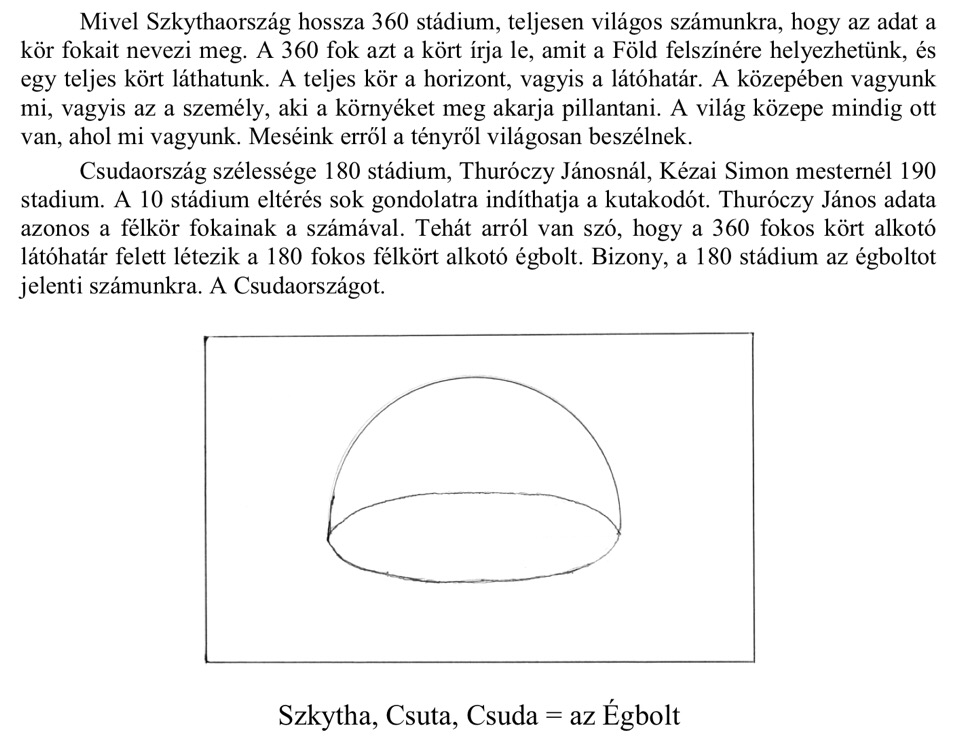 Mivel Szkythaország hossza 360 stádium, teljesen világos számunkra, hogy az adat a
kör fokait nevezi meg. A 360 fok azt a kört írja le, amit a Föld felszínére helyezhetünk, és
egy teljes kört láthatunk. A teljes kör a horizont, vagyis a látóhatár. A közepében vagyunk
mi, vagyis az a személy, aki a környéket meg akarja pillantani. A világ közepe mindig ott
van, ahol mi vagyunk. Meséink erről a tényről világosan beszélnek.
Csudaország szélessége 180 stádium, Thuróczy Jánosnál, Kézai Simon mesternél 190
stadium. A 10 stádium eltérés sok gondolatra indíthatja a kutakodót. Thuróczy János adata
azonos a félkör fokainak a számával. Tehát arról van szó, hogy a 360 fokos kört alkotó
látóhatár felett létezik a 180 fokos félkört alkotó égbolt. Bizony, a 180 stádium az égboltot
jelenti számunkra. A Csudaországot.
Szkytha, Csuta, Csuda = az Égbolt